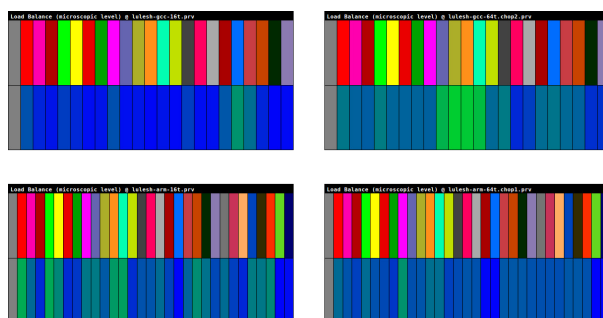 Load Balance (microscopic level) @ lulesh-gcc-16t.prv
Load Balance (microscopic level) @ lulesh-gcc-64t.chop2.prv
Load Balance (microscopic level) @ lulesh-arm-16t.prv
Load Balance (microscopic level) @ lulesh-arm-64t.chop1.prv